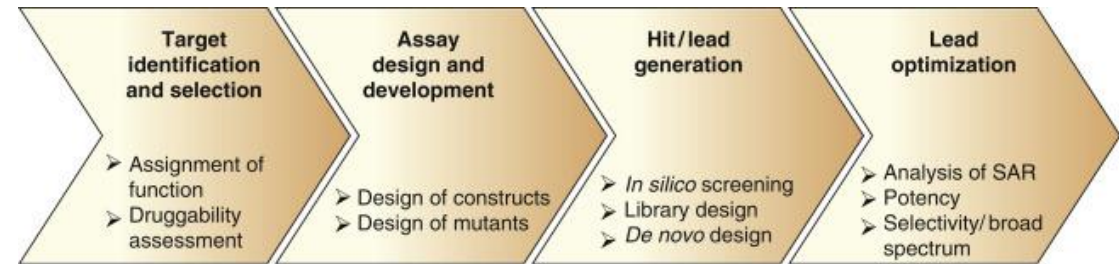 Target
identification
and selection
➢ Assignment of
function
➢ Druggability
assessment
Assay
design and
development
➢ Design of constructs
➢ Design of mutants
Hit/lead
generation
➢ In silico screening
➢ Library design
➢ De novo design
Lead
optimization
➢ Analysis of SAR
➢ Potency
➢ Selectivity/broad
spectrum